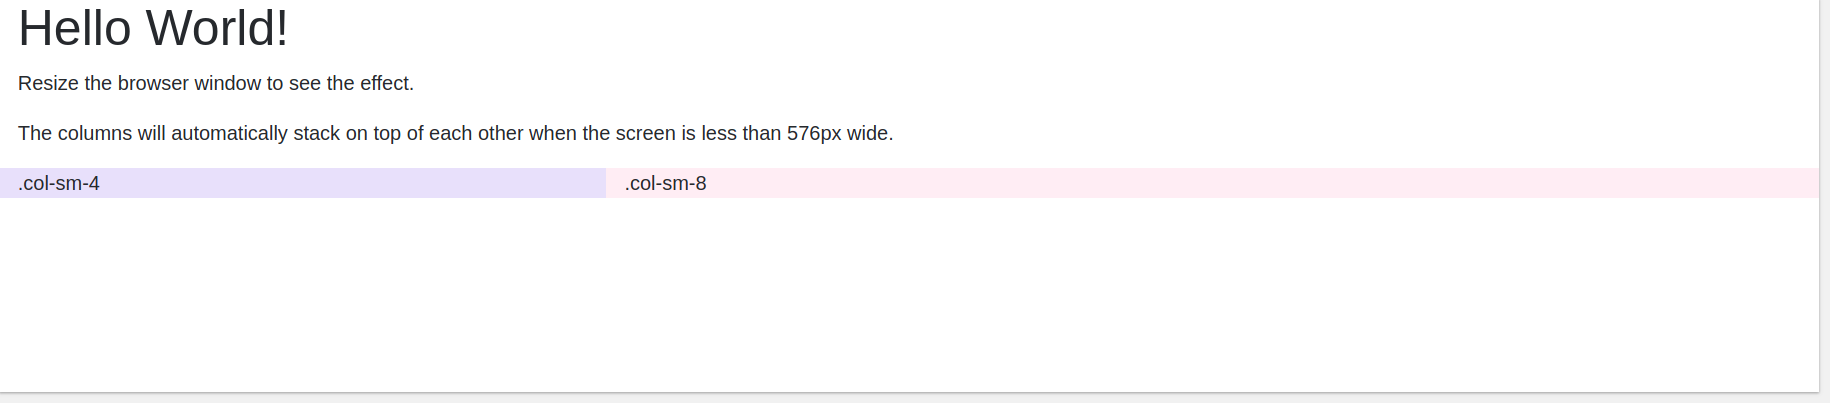 Hello World!
Resize the browser window to see the effect.
The columns will automatically stack on top of each other when the screen is less than 576px wide.
.col-sm-4 .col-sm-8